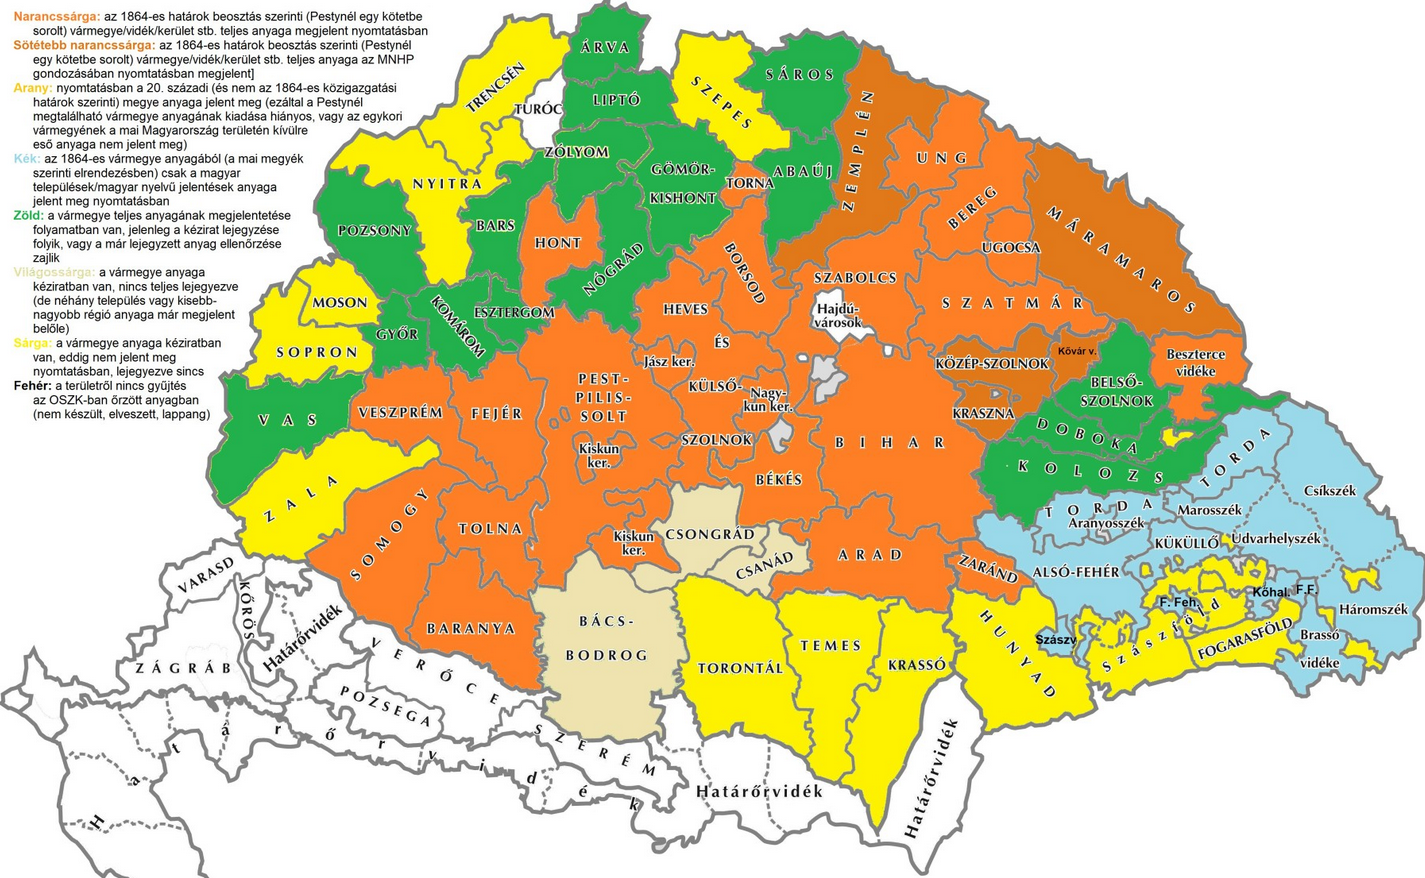 Narancssárga: az 1864-es határok beosztás szerinti (Pestynél egy kötetbe
sorolt) vármegye/vidék/kerület stb. teljes anyaga megjelent nyomtatásban
Sötétebb narancssárga: az 1864-es határok beosztás szerinti (Pestynél
egy kötetbe sorolt) vármegye/vidék/kerület stb. teljes anyaga az MNHP
gondozásában nyomtatásban megjelent]
Arany: nyomtatásban a 20. századi (és nem az 1864-es közigazgatási
határok szerinti) megye anyaga jelent meg (ezáltal a Pestynél
megtalálható vármegye anyagának kiadása hiányos, vagy az egykori
vármegyének a mai Magyarország területén kívülre
eső anyaga nem jelent meg)
Kék: az 1864-es vármegye anyagából (a mai megyék
szerinti elrendezésben) csak a magyar
települések/magyar nyelvű jelentések anyaga
jelent meg nyomtatásban
Zöld: a vármegye teljes anyagának megjelentetése
folyamatban van, jelenleg a kézirat lejegyzése
folyik, vagy a már lejegyzett anyag ellenőrzése
zajlik
Világossárga: a vármegye anyaga
kéziratban van, nincs teljes lejegyezve
(de néhány település vagy kisebb-
nagyobb régió anyaga már megjelent
belőle)
Sárga: a vármegye anyaga kéziratban
van, eddig nem jelent meg
nyomtatásban, lejegyezve sincs
Fehér: a területről nincs gyűjtés
az OSZK-ban őrzött anyagban
(nem készült, elveszett, lappang)
ÁRVA
TRENCSÉN
TURÓC
LIPTÓ
SZEPES
SÁROS
ZEMPLÉN
UNG
ZÓLYOM
GÖMÖR-
KISHONT
TORNA
ABAÚJ
BEREG
NYITRA
BARS
POZSONY
HONT
NÓGRÁD
BORSOD
UGOCSA
MÁRAMAROS
SZABOLCS
SZATMÁR
MOSON
SOPRON
GYŐR
KOMÁROM
ESZTERGOM
HEVES
ÉS
KÜLSŐ-
SZOLNOK
Hajdú-
városok
Jász ker.
Nagy-
kun ker.
KÖZÉP-SZOLNOK
Kővár v.
Beszterce
vidéke
BELSŐ-
SZOLNOK
KRASZNA
DOBOKA
KOLOZS
VAS
VESZPRÉM
FEJÉR
PEST-
PILIS-
SOLT
Kiskun
ker.
BIHAR
BÉKÉS
ZALA
SOMOGY
TOLNA
TORDA
TORDA
Aranyosszék
Marosszék
Csíkszék
KÜKÜLLŐ
Udvarhelyszék
Kiskun
ker.
CSONGRÁD
CSANÁD
ARAD
ZARÁND
ALSÓ-FEHÉR
VARASD
KŐRÖS
Határőrvidék
BARANYA
BÁCS-
BODROG
TORONTÁL
TEMES
KRASSÓ
HUNYAD
Szászv
F. Feh.
Szászföld
Kőhal.
F.F.
FOGARASFÖLD
Háromszék
Brassó
vidéke
ZÁGRÁB
VERŐCE
POZSEGA
SZERÉM
Határőrvidék
Határőrvidék
Határőrvidék